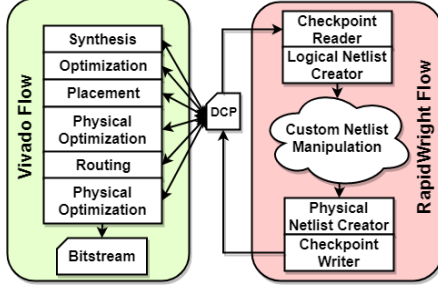 Vivado Flow
Synthesis
Optimization
Placement
Physical
Optimization
Routing
Physical
Optimization
Bitstream
DCP
Checkpoint
Reader
Logical Netlist
Creator
Custom Netlist
Manipulation
Physical
Netlist Creator
Checkpoint
Writer
RapidWright Flow